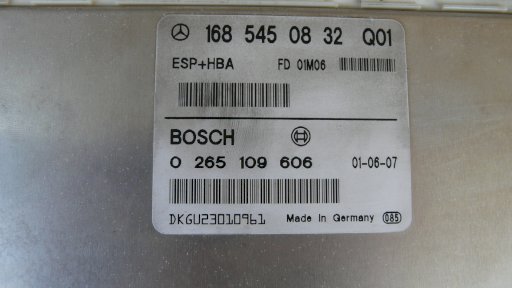 168 545 08 32 Q01
ESP+HBA FD 01M06
BOSCH
0 265 109 606 01-06-07
DKGU23010961 Made In Germany 085